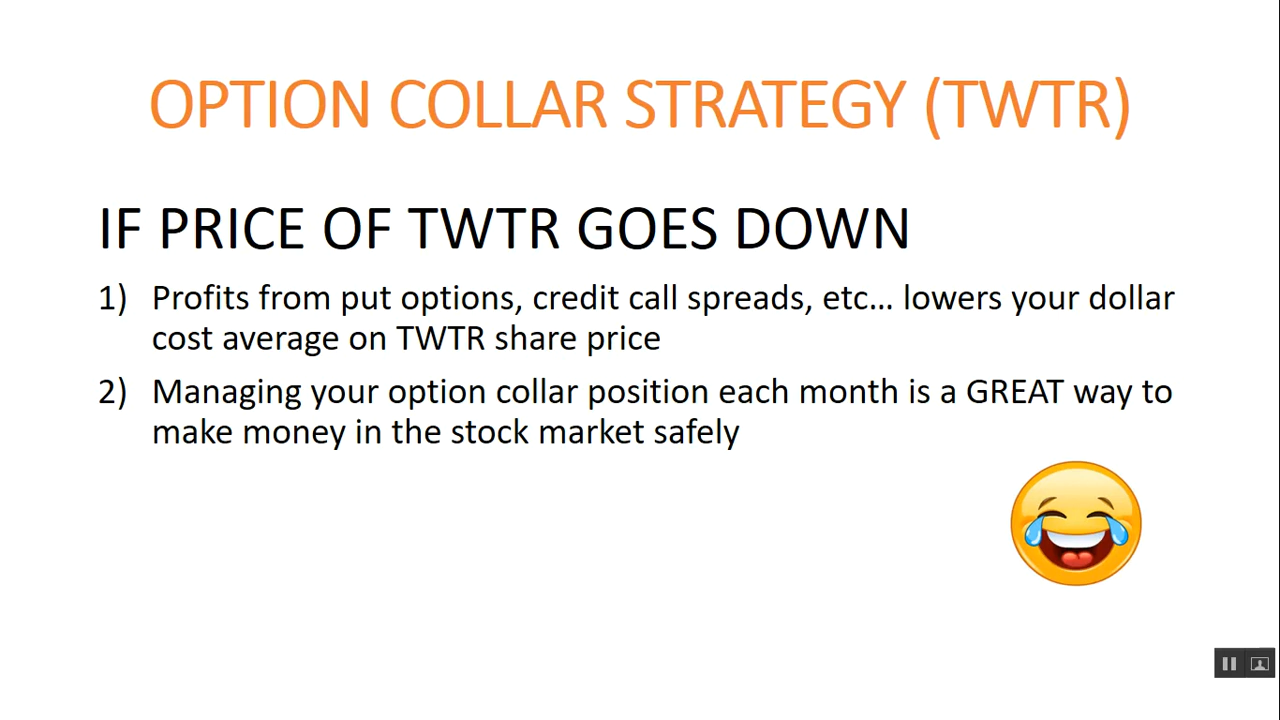 OPTION COLLAR STRATEGY (TWTR)
IF PRICE OF TWTR GOES DOWN
1) Profits from put options, credit call spreads, etc… lowers your dollar
cost average on TWTR share price
2) Managing your option collar position each month is a GREAT way to
make money in the stock market safely